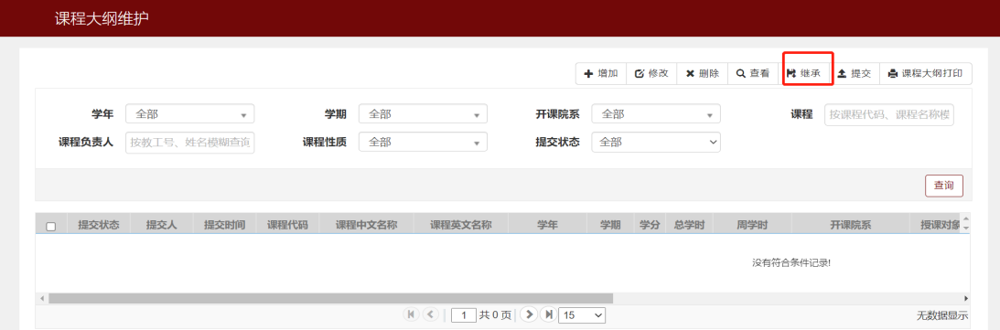 课程大纲维护
增加 修改 删除 查看 继承 提交 课程大纲打印
学年 全部 学期 全部 开课院系 全部 课程 按课程代码、课程名称模
课程负责人 按教工号、姓名模糊查询 课程性质 全部 提交状态 全部
查询
提交状态 提交人 提交时间 课程代码 课程中文名称 课程英文名称 学年 学期 学分 总学时 周学时 开课院系 授课对象
没有符合条件记录!
1 共 0 页 15 无数据显示